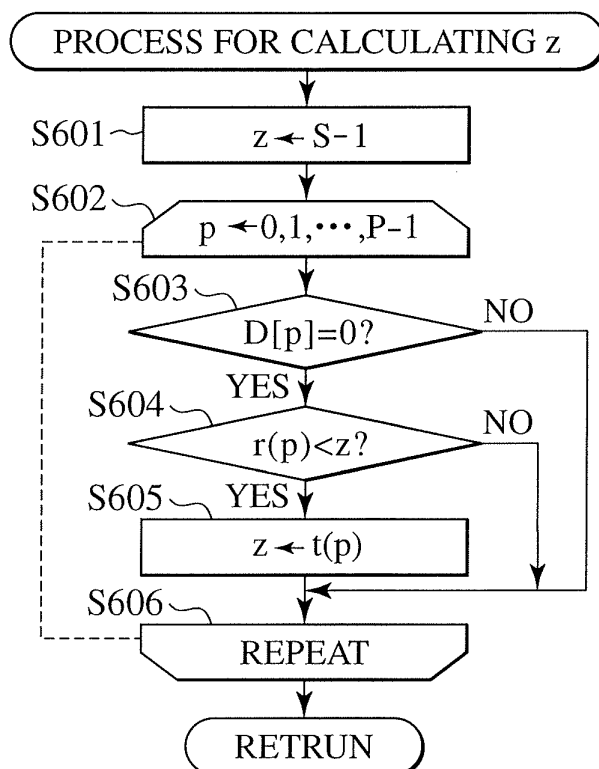 PROCESS FOR CALCULATING z
S601
z ← S-1
S602
p ← 0,1,···,P-1
S603
D[p]=0?
NO
YES
S604
r(p)<z?
NO
YES
S605
z ← t(p)
S606
REPEAT
RETRUN